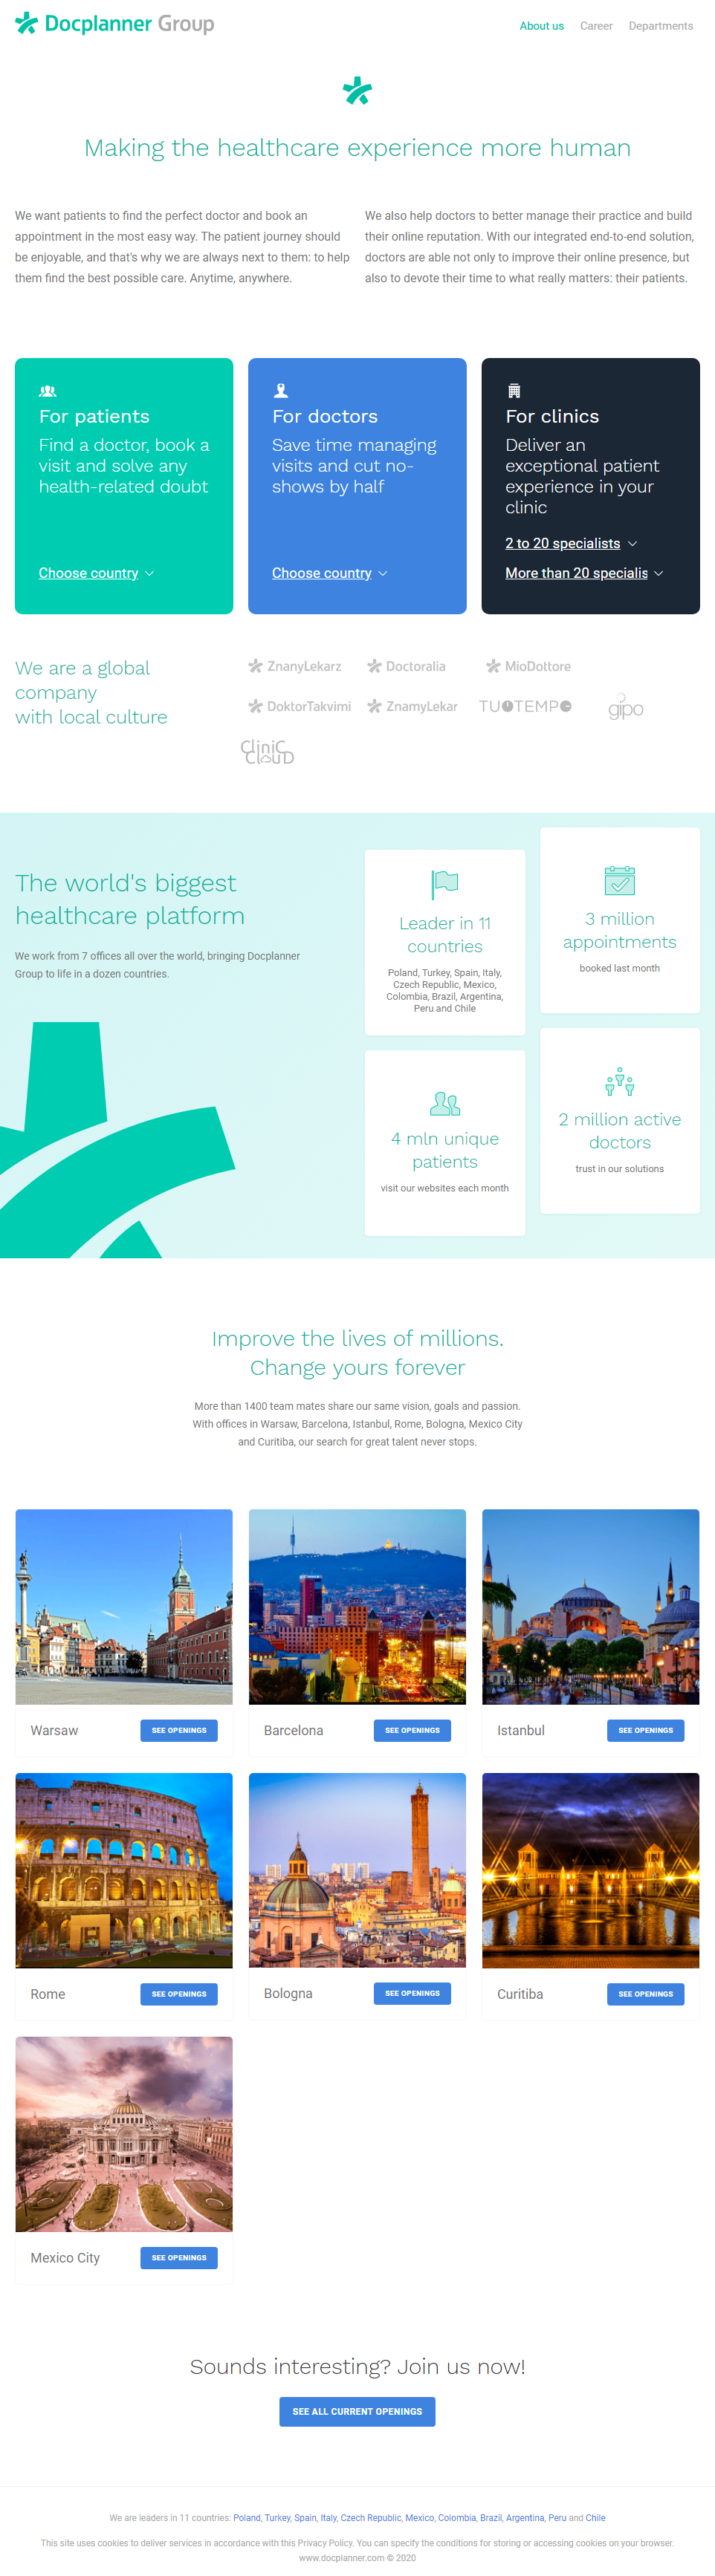 Docplanner Group
About us Career Departments
Making the healthcare experience more human
We want patients to find the perfect doctor and book an
appointment in the most easy way. The patient journey should
be enjoyable, and that's why we are always next to them: to help
them find the best possible care. Anytime, anywhere.
We also help doctors to better manage their practice and build
their online reputation. With our integrated end-to-end solution,
doctors are able not only to improve their online presence, but
also to devote their time to what really matters: their patients.
For patients
Find a doctor, book a
visit and solve any
health-related doubt
Choose country
For doctors
Save time managing
visits and cut no-
shows by half
Choose country
For clinics
Deliver an
exceptional patient
experience in your
clinic
2 to 20 specialists
More than 20 specialis
We are a global
company
with local culture
ZnanyLekarz Doctoralia MioDottore
DoktorTakvimi ZnamyLekar TUOTEMPO gipo
CliniC
ClouD
The world's biggest
healthcare platform
We work from 7 offices all over the world, bringing Docplanner
Group to life in a dozen countries.
Leader in 11
countries
Poland, Turkey, Spain, Italy,
Czech Republic, Mexico,
Colombia, Brazil, Argentina,
Peru and Chile
3 million
appointments
booked last month
4 mln unique
patients
visit our websites each month
2 million active
doctors
trust in our solutions
Improve the lives of millions.
Change yours forever
More than 1400 team mates share our same vision, goals and passion.
With offices in Warsaw, Barcelona, Istanbul, Rome, Bologna, Mexico City
and Curitiba, our search for great talent never stops.
Warsaw SEE OPENINGS
Barcelona SEE OPENINGS
Istanbul SEE OPENINGS
Rome SEE OPENINGS
Bologna SEE OPENINGS
Curitiba SEE OPENINGS
Mexico City SEE OPENINGS
Sounds interesting? Join us now!
SEE ALL CURRENT OPENINGS
We are leaders in 11 countries: Poland, Turkey, Spain, Italy, Czech Republic, Mexico, Colombia, Brazil, Argentina, Peru and Chile
This site uses cookies to deliver services in accordance with this Privacy Policy. You can specify the conditions for storing or accessing cookies on your browser.
www.docplanner.com © 2020